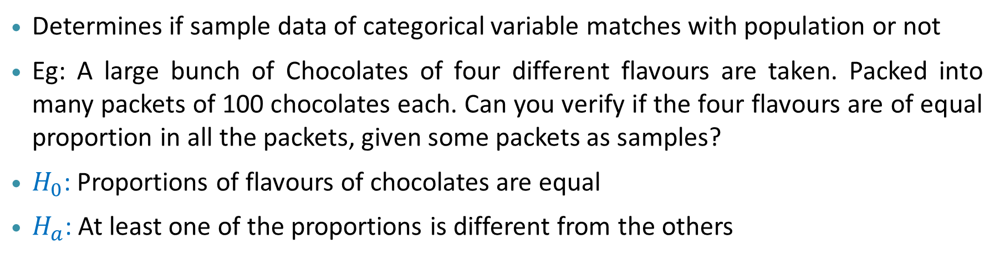 • Determines if sample data of categorical variable matches with population or not
• Eg: A large bunch of Chocolates of four different flavours are taken. Packed into
many packets of 100 chocolates each. Can you verify if the four flavours are of equal
proportion in all the packets, given some packets as samples?
• H₀: Proportions of flavours of chocolates are equal
• Hₐ: At least one of the proportions is different from the others